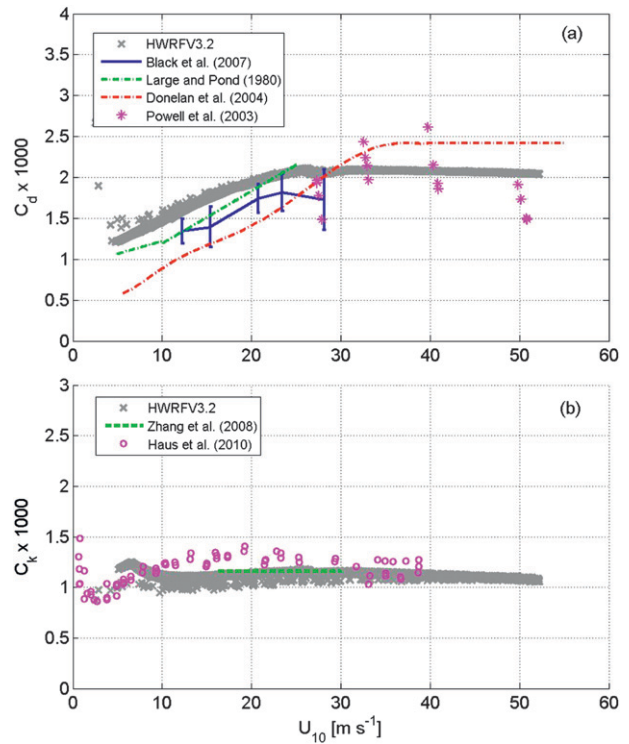 (a)
HWRFV3.2
Black et al. (2007)
Large and Pond (1980)
Donelan et al. (2004)
Powell et al. (2003)
C_d x 1000
4
3.5
3
2.5
2
1.5
1
0.5
0
0 10 20 30 40 50 60
(b)
HWRFV3.2
Zhang et al. (2008)
Haus et al. (2010)
C_k x 1000
3
2.5
2
1.5
1
0.5
0
0 10 20 30 40 50 60
U_10 [m s^-1]